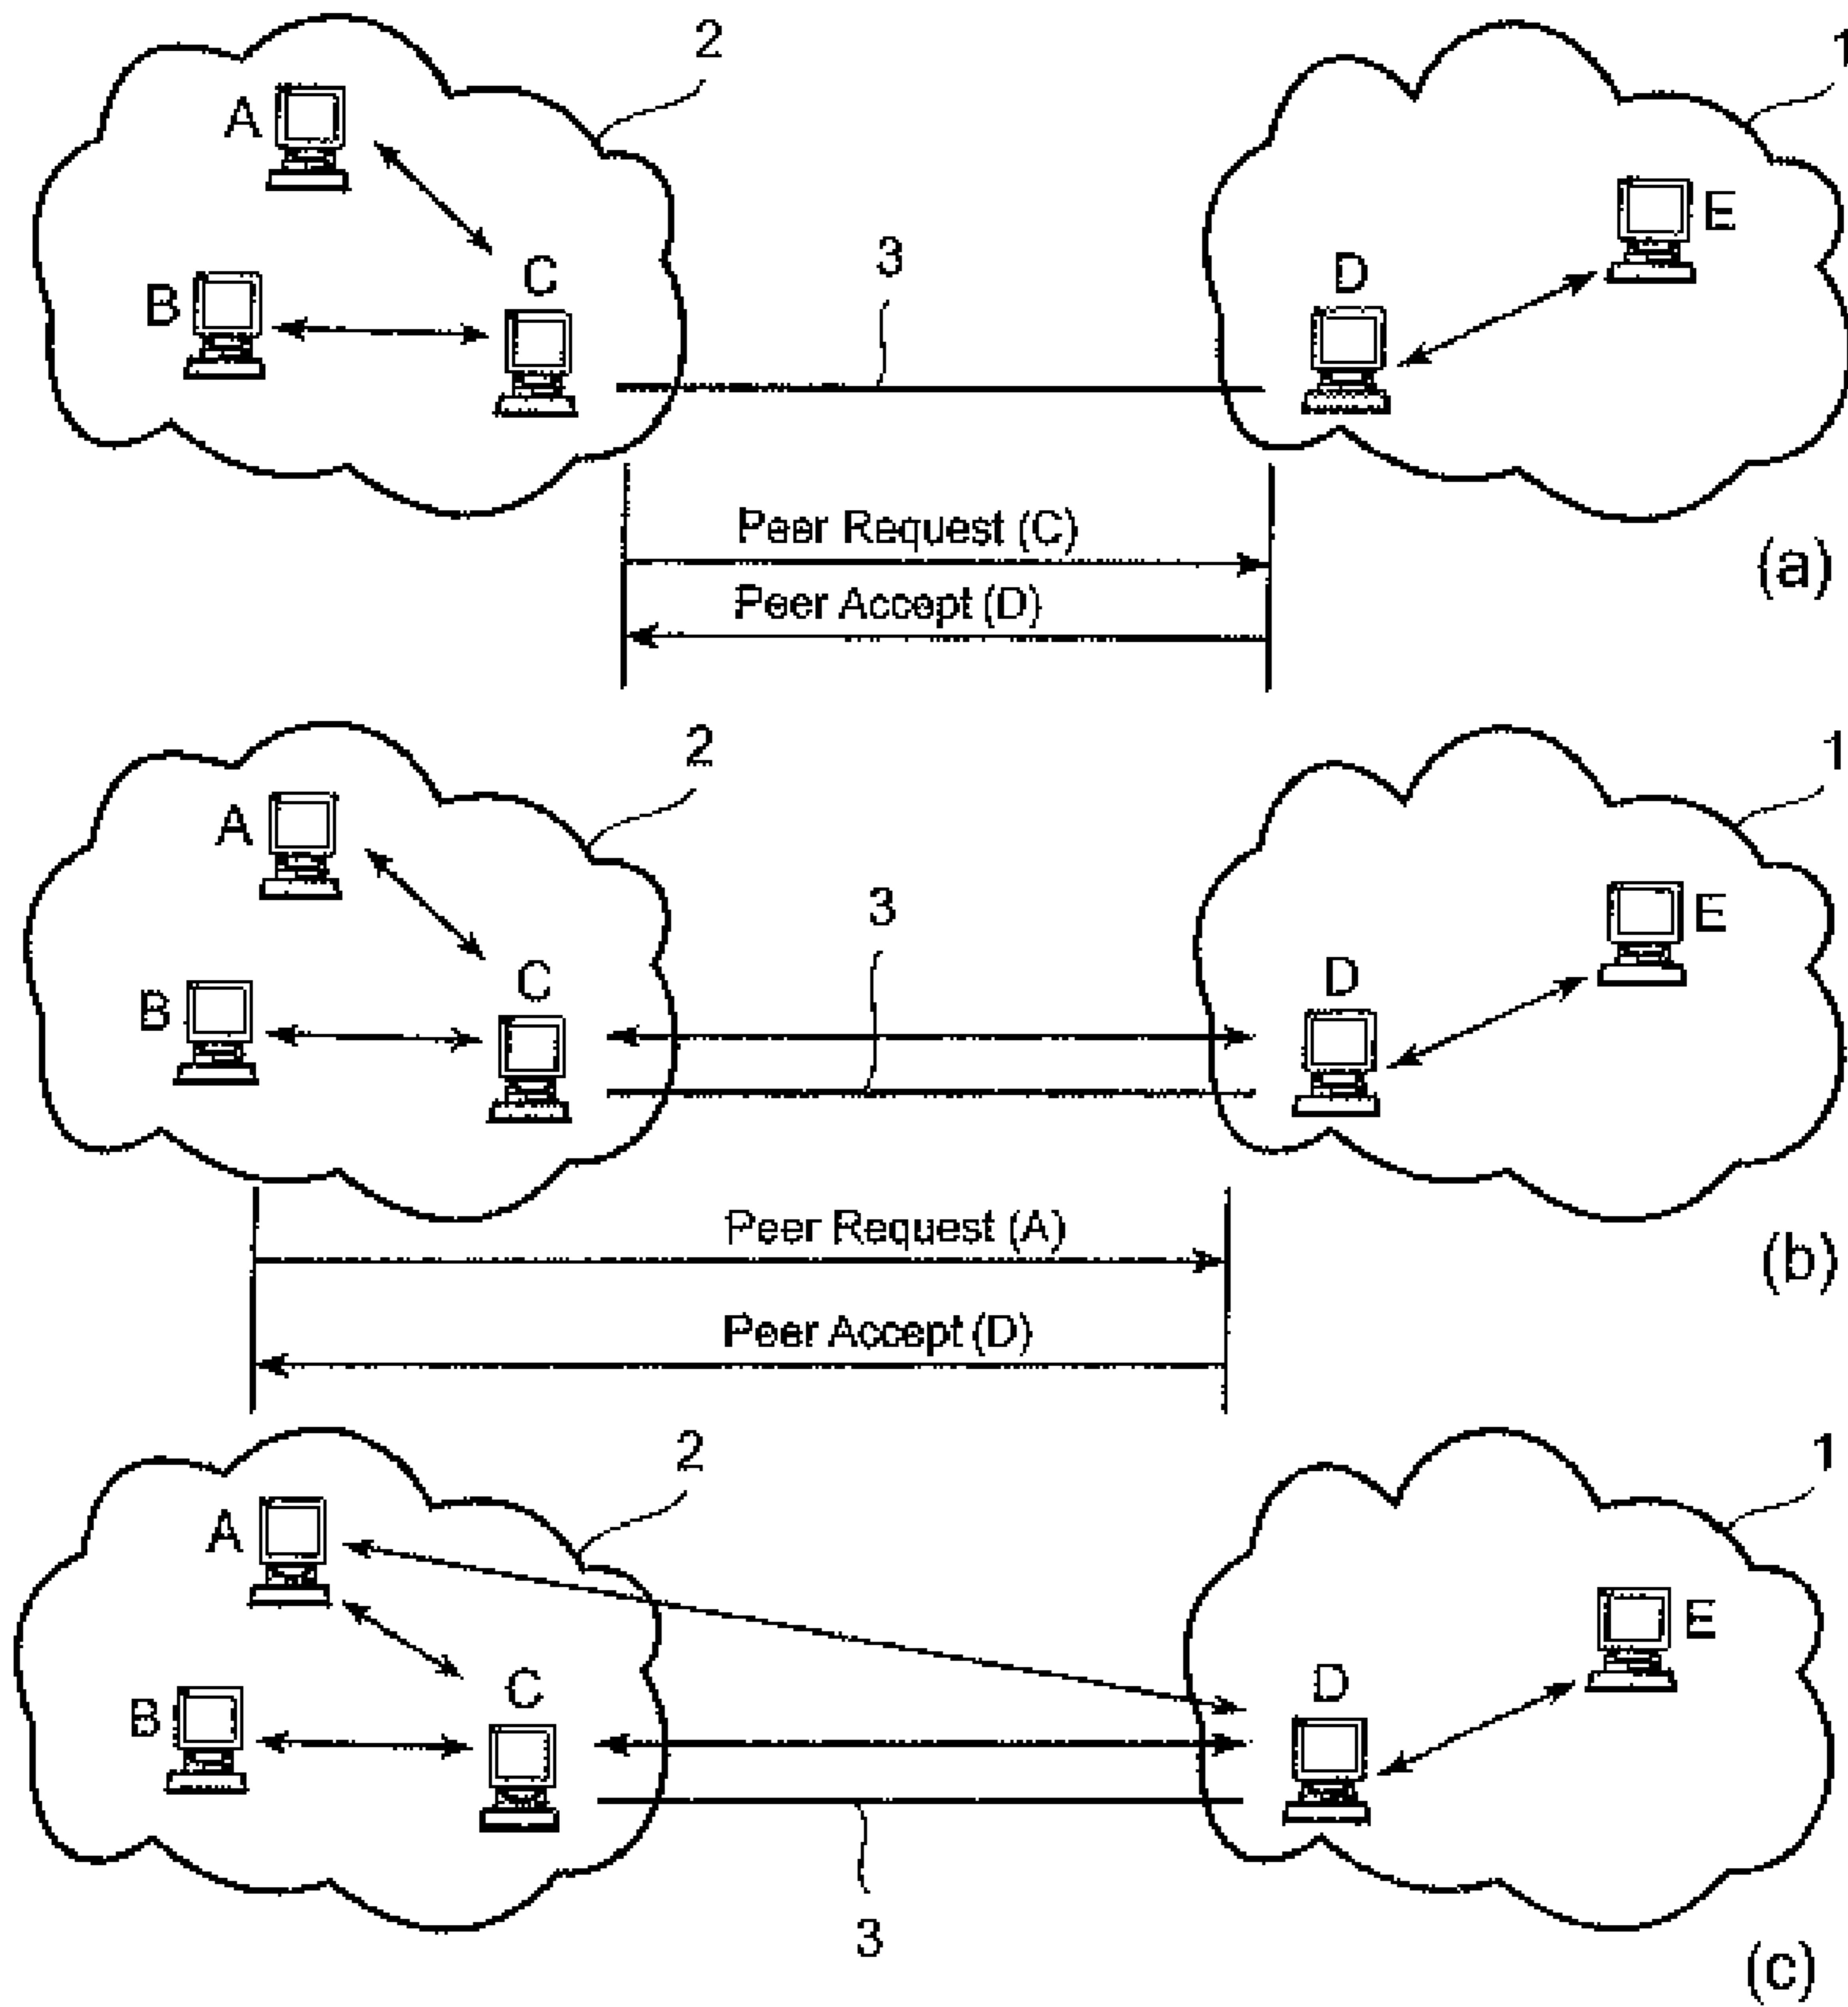 2
1
A
E
B
C
3
D
Peer Request (C)
Peer Accept (D)
(a)
2
1
A
3
E
B
C
D
Peer Request (A)
(b)
Peer Accept (D)
2
1
A
E
B
C
D
3
(c)